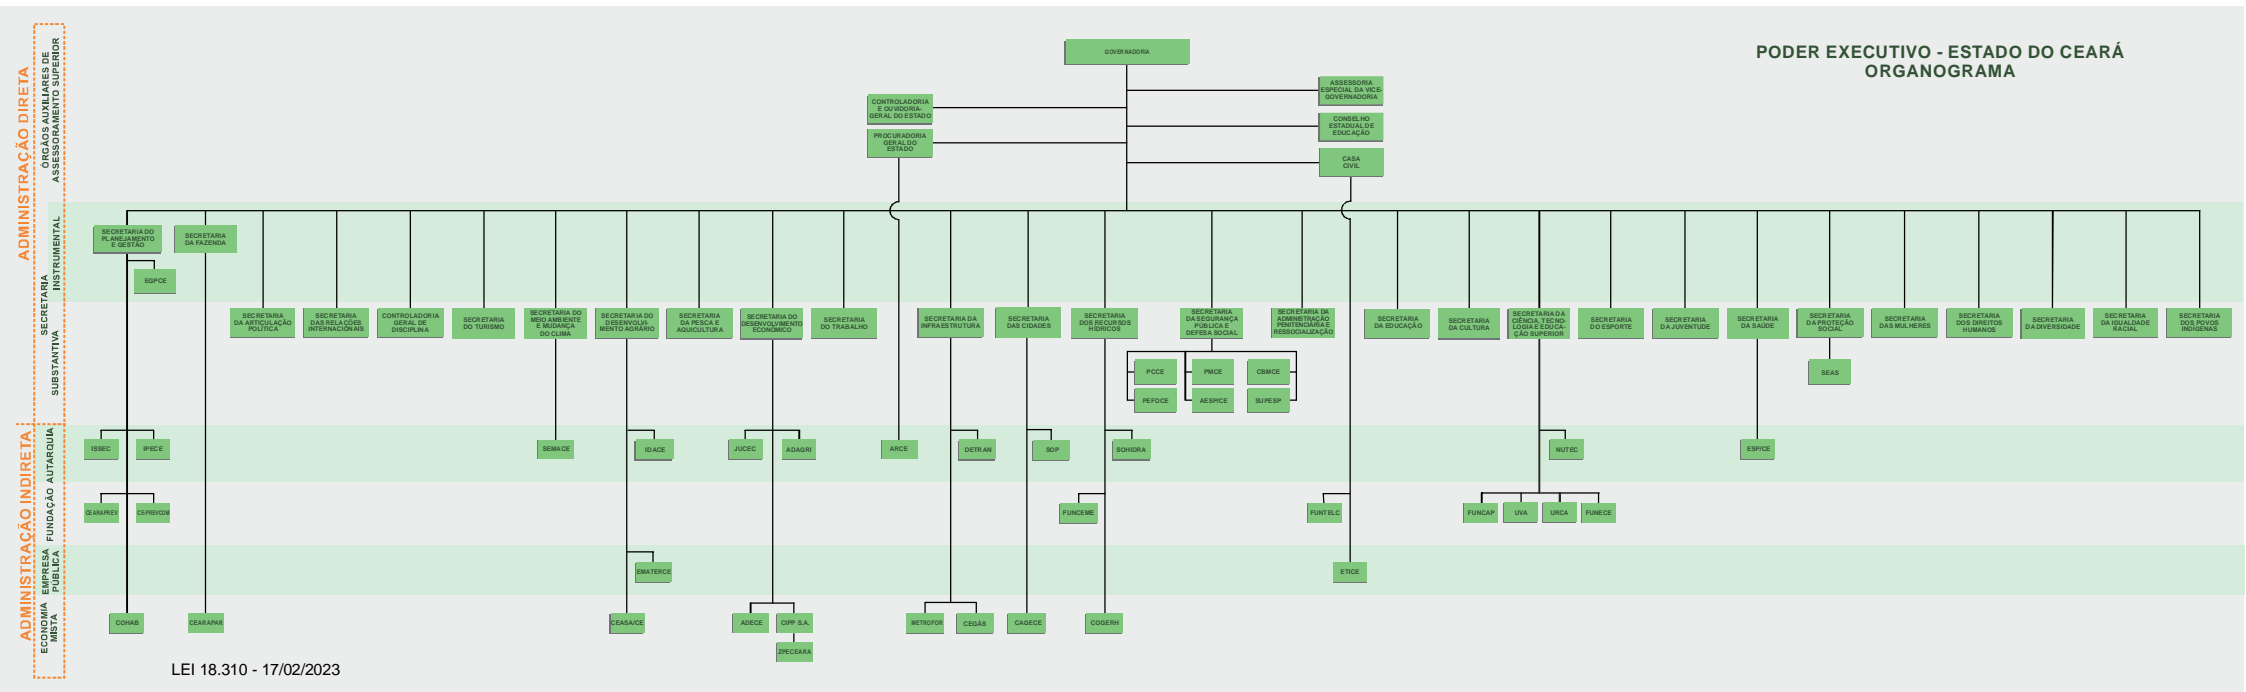 PODER EXECUTIVO - ESTADO DO CEARÁ
ORGANOGRAMA
ADMINISTRAÇÃO DIRETA
ÓRGÃOS AUXILIARES DE
ASSESSORAMENTO SUPERIOR
GOVERNADORIA
ASSESSORIA
ESPECIAL DA VICE-
GOVERNADORIA
CONTROLADORIA
E OUVIDORIA-
GERAL DO ESTADO
CONSELHO
ESTADUAL DE
EDUCAÇÃO
PROCURADORIA
GERAL DO
ESTADO
CASA
CIVIL
SECRETARIA
INSTRUMENTAL
SECRETARIA DO
PLANEJAMENTO
E GESTÃO
SECRETARIA
DA FAZENDA
EGPCE
SUBSTANTIVA
SECRETARIA
DA ARTICULAÇÃO
POLÍTICA
SECRETARIA
DAS RELAÇÕES
INTERNACIONAIS
CONTROLADORIA
GERAL DE
DISCIPLINA
SECRETARIA
DO TURISMO
SECRETARIA DO
MEIO AMBIENTE
E MUDANÇA
DO CLIMA
SECRETARIA DO
DESENVOLVI-
MENTO AGRÁRIO
SECRETARIA
DA PESCA E
AQUICULTURA
SECRETARIA DO
DESENVOLVIMENTO
ECONÔMICO
SECRETARIA
DO TRABALHO
SECRETARIA DA
INFRAESTRUTURA
SECRETARIA
DAS CIDADES
SECRETARIA
DOS RECURSOS
HÍDRICOS
SECRETARIA
DA SEGURANÇA
PÚBLICA E
DEFESA SOCIAL
SECRETARIA DA
ADMINISTRAÇÃO
PENITENCIÁRIA E
RESSOCIALIZAÇÃO
SECRETARIA
DA EDUCAÇÃO
SECRETARIA
DA CULTURA
SECRETARIA DA
CIÊNCIA, TECNO-
LOGIA E EDUCA-
ÇÃO SUPERIOR
SECRETARIA
DO ESPORTE
SECRETARIA
DA JUVENTUDE
SECRETARIA
DA SAÚDE
SECRETARIA
DA PROTEÇÃO
SOCIAL
SECRETARIA
DAS MULHERES
SECRETARIA
DOS DIREITOS
HUMANOS
SECRETARIA
DA DIVERSIDADE
SECRETARIA
DA IGUALDADE
RACIAL
SECRETARIA
DOS POVOS
INDÍGENAS
PCCE
PMCE
CBMCE
SEAS
PEFOCE
AESP/CE
SUPESP
ADMINISTRAÇÃO INDIRETA
AUTARQUIA
ISSEC
IPECE
SEMACE
IDACE
JUCEC
ADAGRI
ARCE
DETRAN
SOP
SOHIDRA
NUTEC
ESP/CE
FUNDAÇÃO
CEARAPREV
CE-PREVCOM
FUNCEME
FUNTELC
FUNCAP
UVA
URCA
FUNECE
EMPRESA
PÚBLICA
EMATERCE
ETICE
ECONOMIA
MISTA
COHAB
CEARAPAR
CEASA/CE
ADECE
CIPP S.A.
METROFOR
CEGÁS
CAGECE
COGERH
ZPECEARA
LEI 18.310 - 17/02/2023